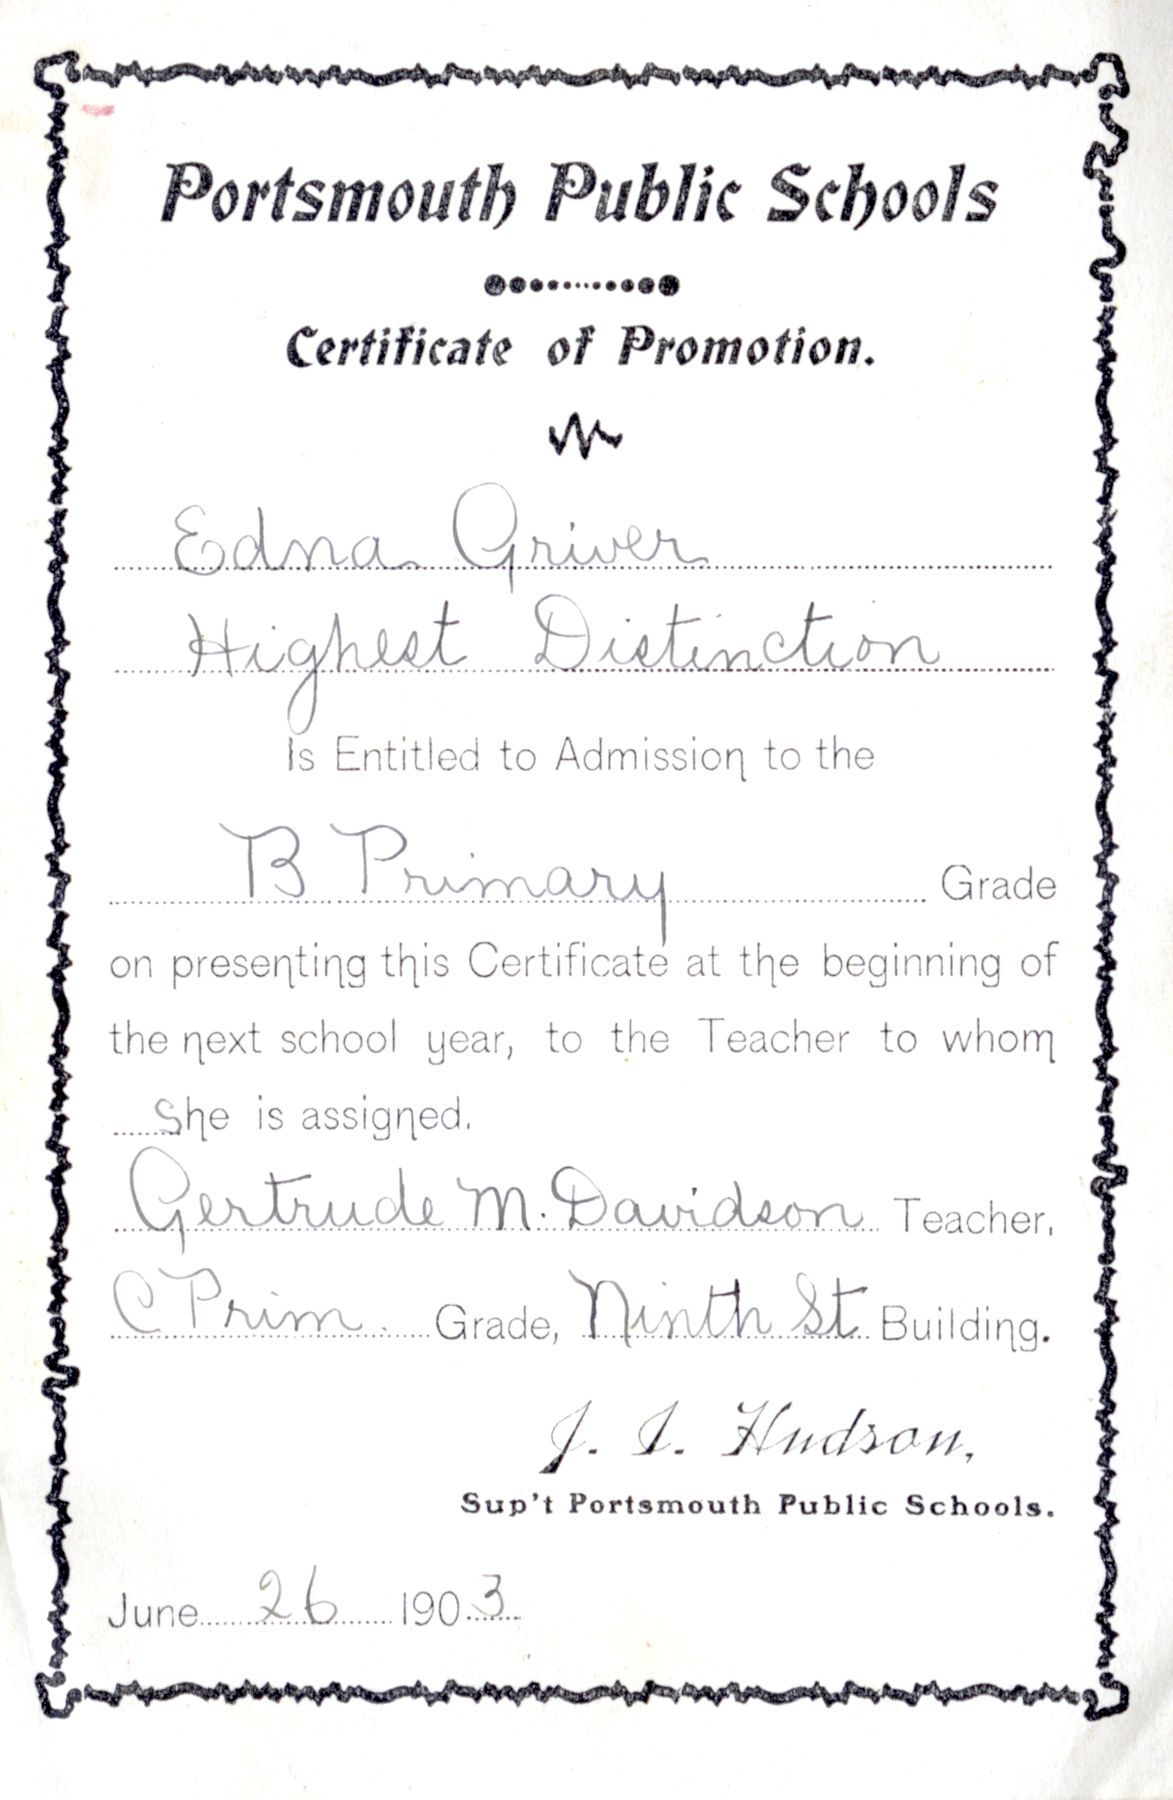 Portsmouth Public Schools
Certificate of Promotion.
Edna Griver
Highest Distinction
Is Entitled to Admission to the
B Primary Grade
on presenting this Certificate at the beginning of
the next school year, to the Teacher to whom
She is assigned.
Gertrude M. Davidson Teacher,
C Prim. Grade, Ninth St Building.
J. I. Hudson,
Sup't Portsmouth Public Schools.
June 26 1903